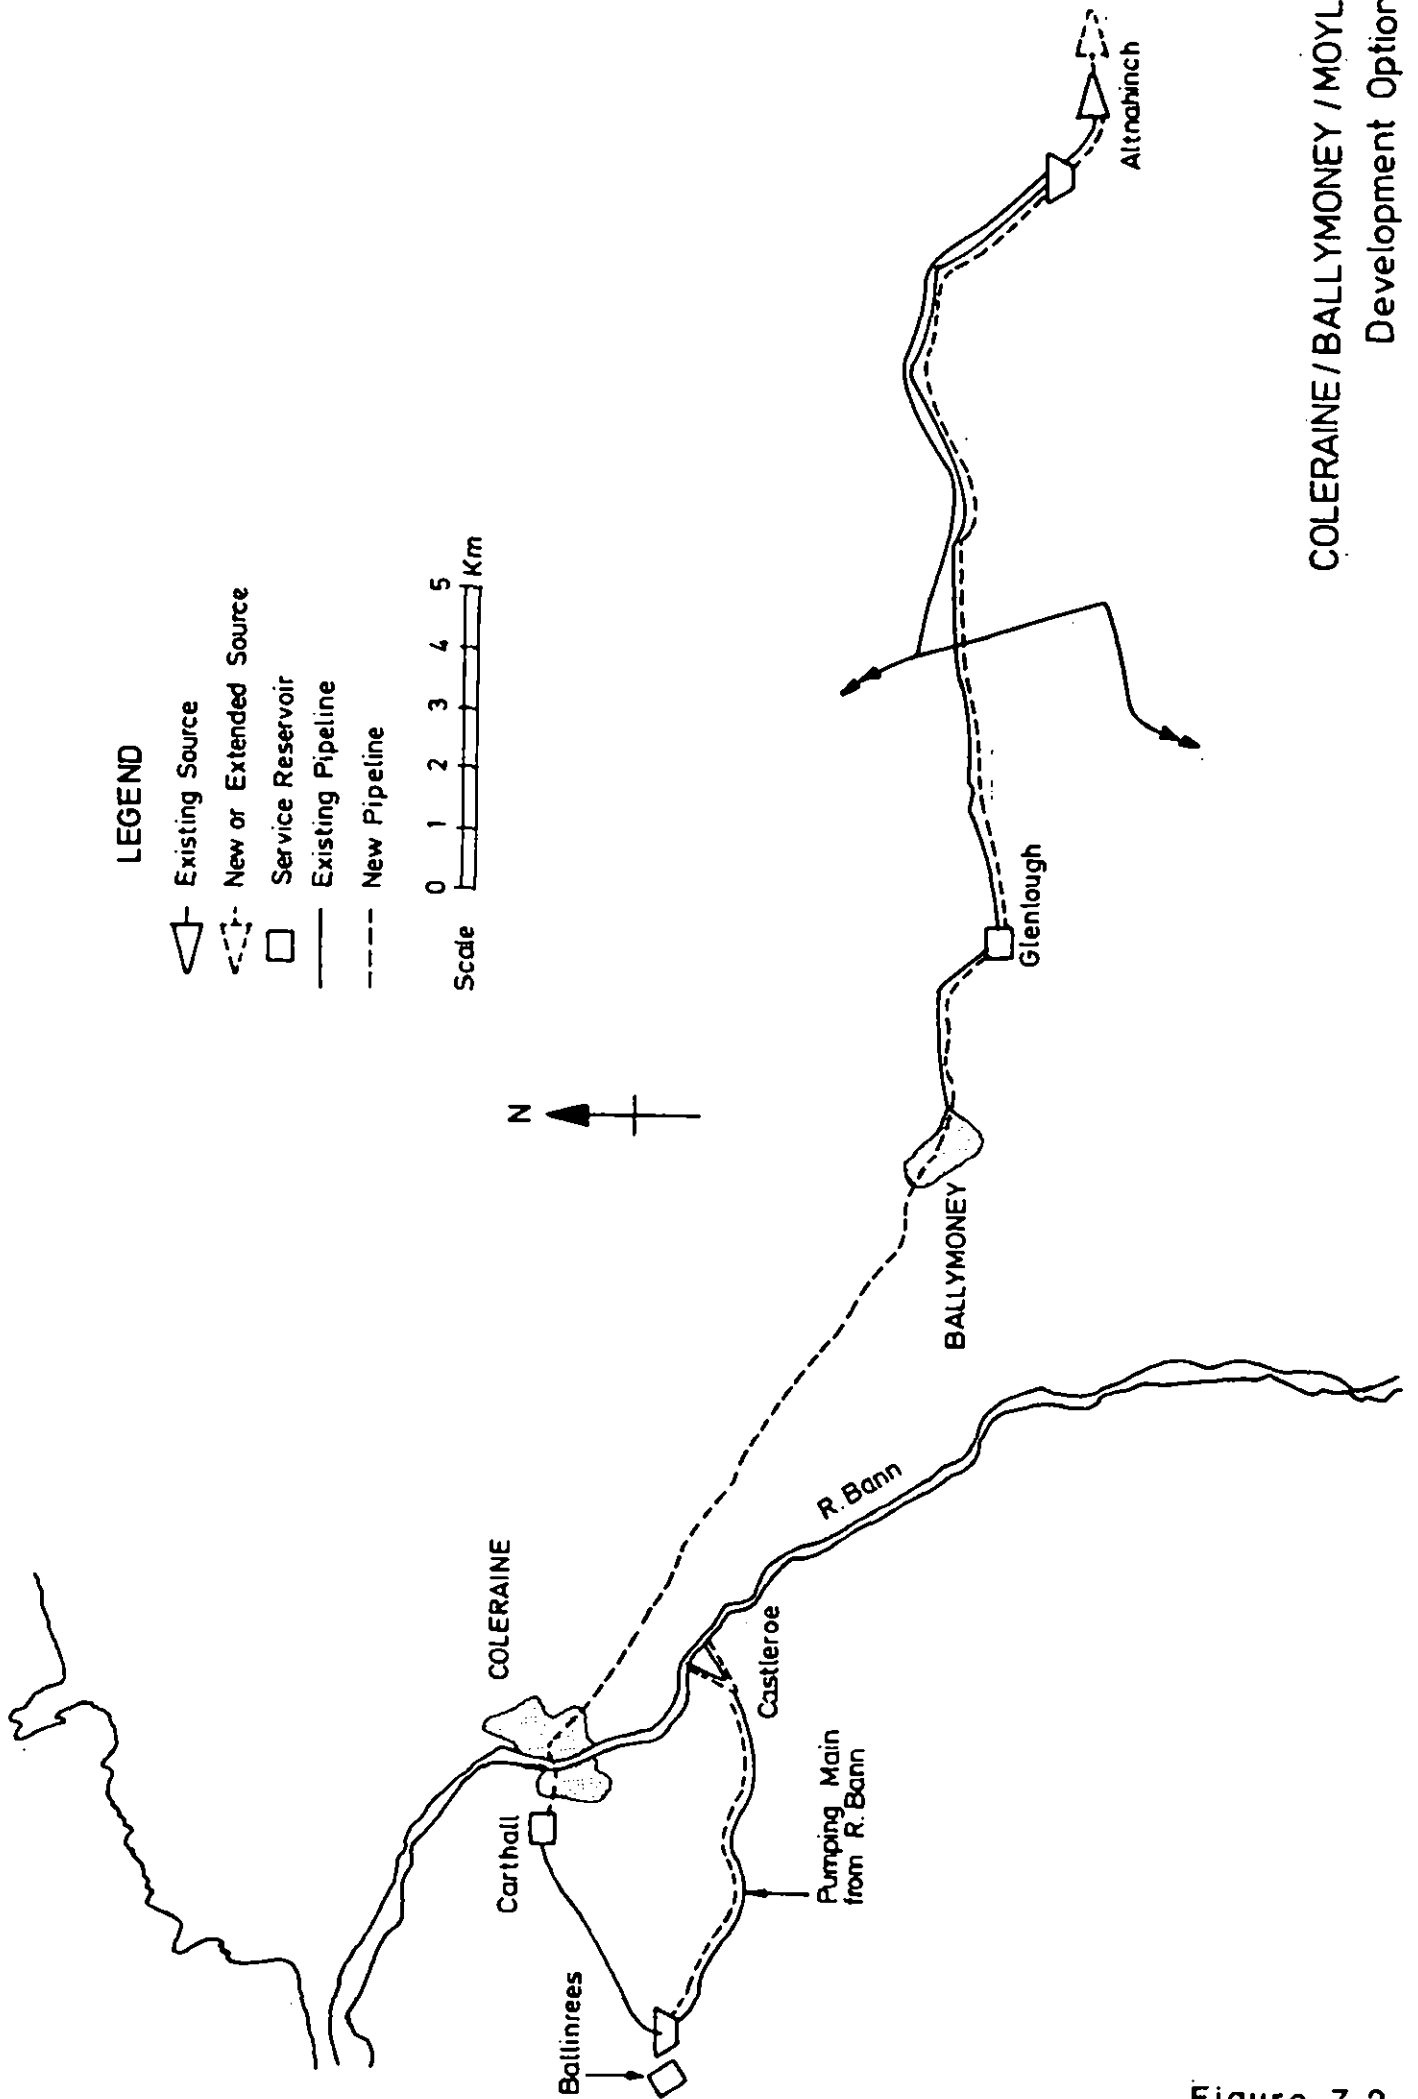 LEGEND
Existing Source
New or Extended Source
Service Reservoir
Existing Pipeline
New Pipeline
Scale 0 1 2 3 4 5 Km
N
COLERAINE
Carthall
Ballinrees
Castleroe
Pumping Main
from R. Bann
R. Bann
BALLYMONEY
Glenlough
Altnahinch
COLERAINE / BALLYMONEY / MOYL
Development Option
Figure 7.2